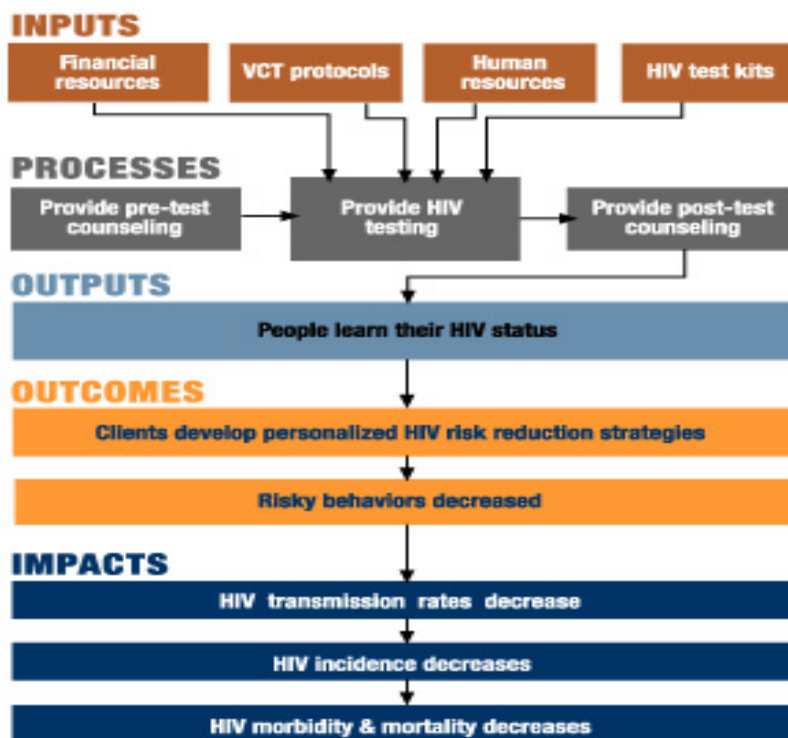 INPUTS
Financial
resources
VCT protocols
Human
resources
HIV test kits
PROCESSES
Provide pre-test
counseling
Provide HIV
testing
Provide post-test
counseling
OUTPUTS
People learn their HIV status
OUTCOMES
Clients develop personalized HIV risk reduction strategies
Risky behaviors decreased
IMPACTS
HIV transmission rates decrease
HIV incidence decreases
HIV morbidity & mortality decreases